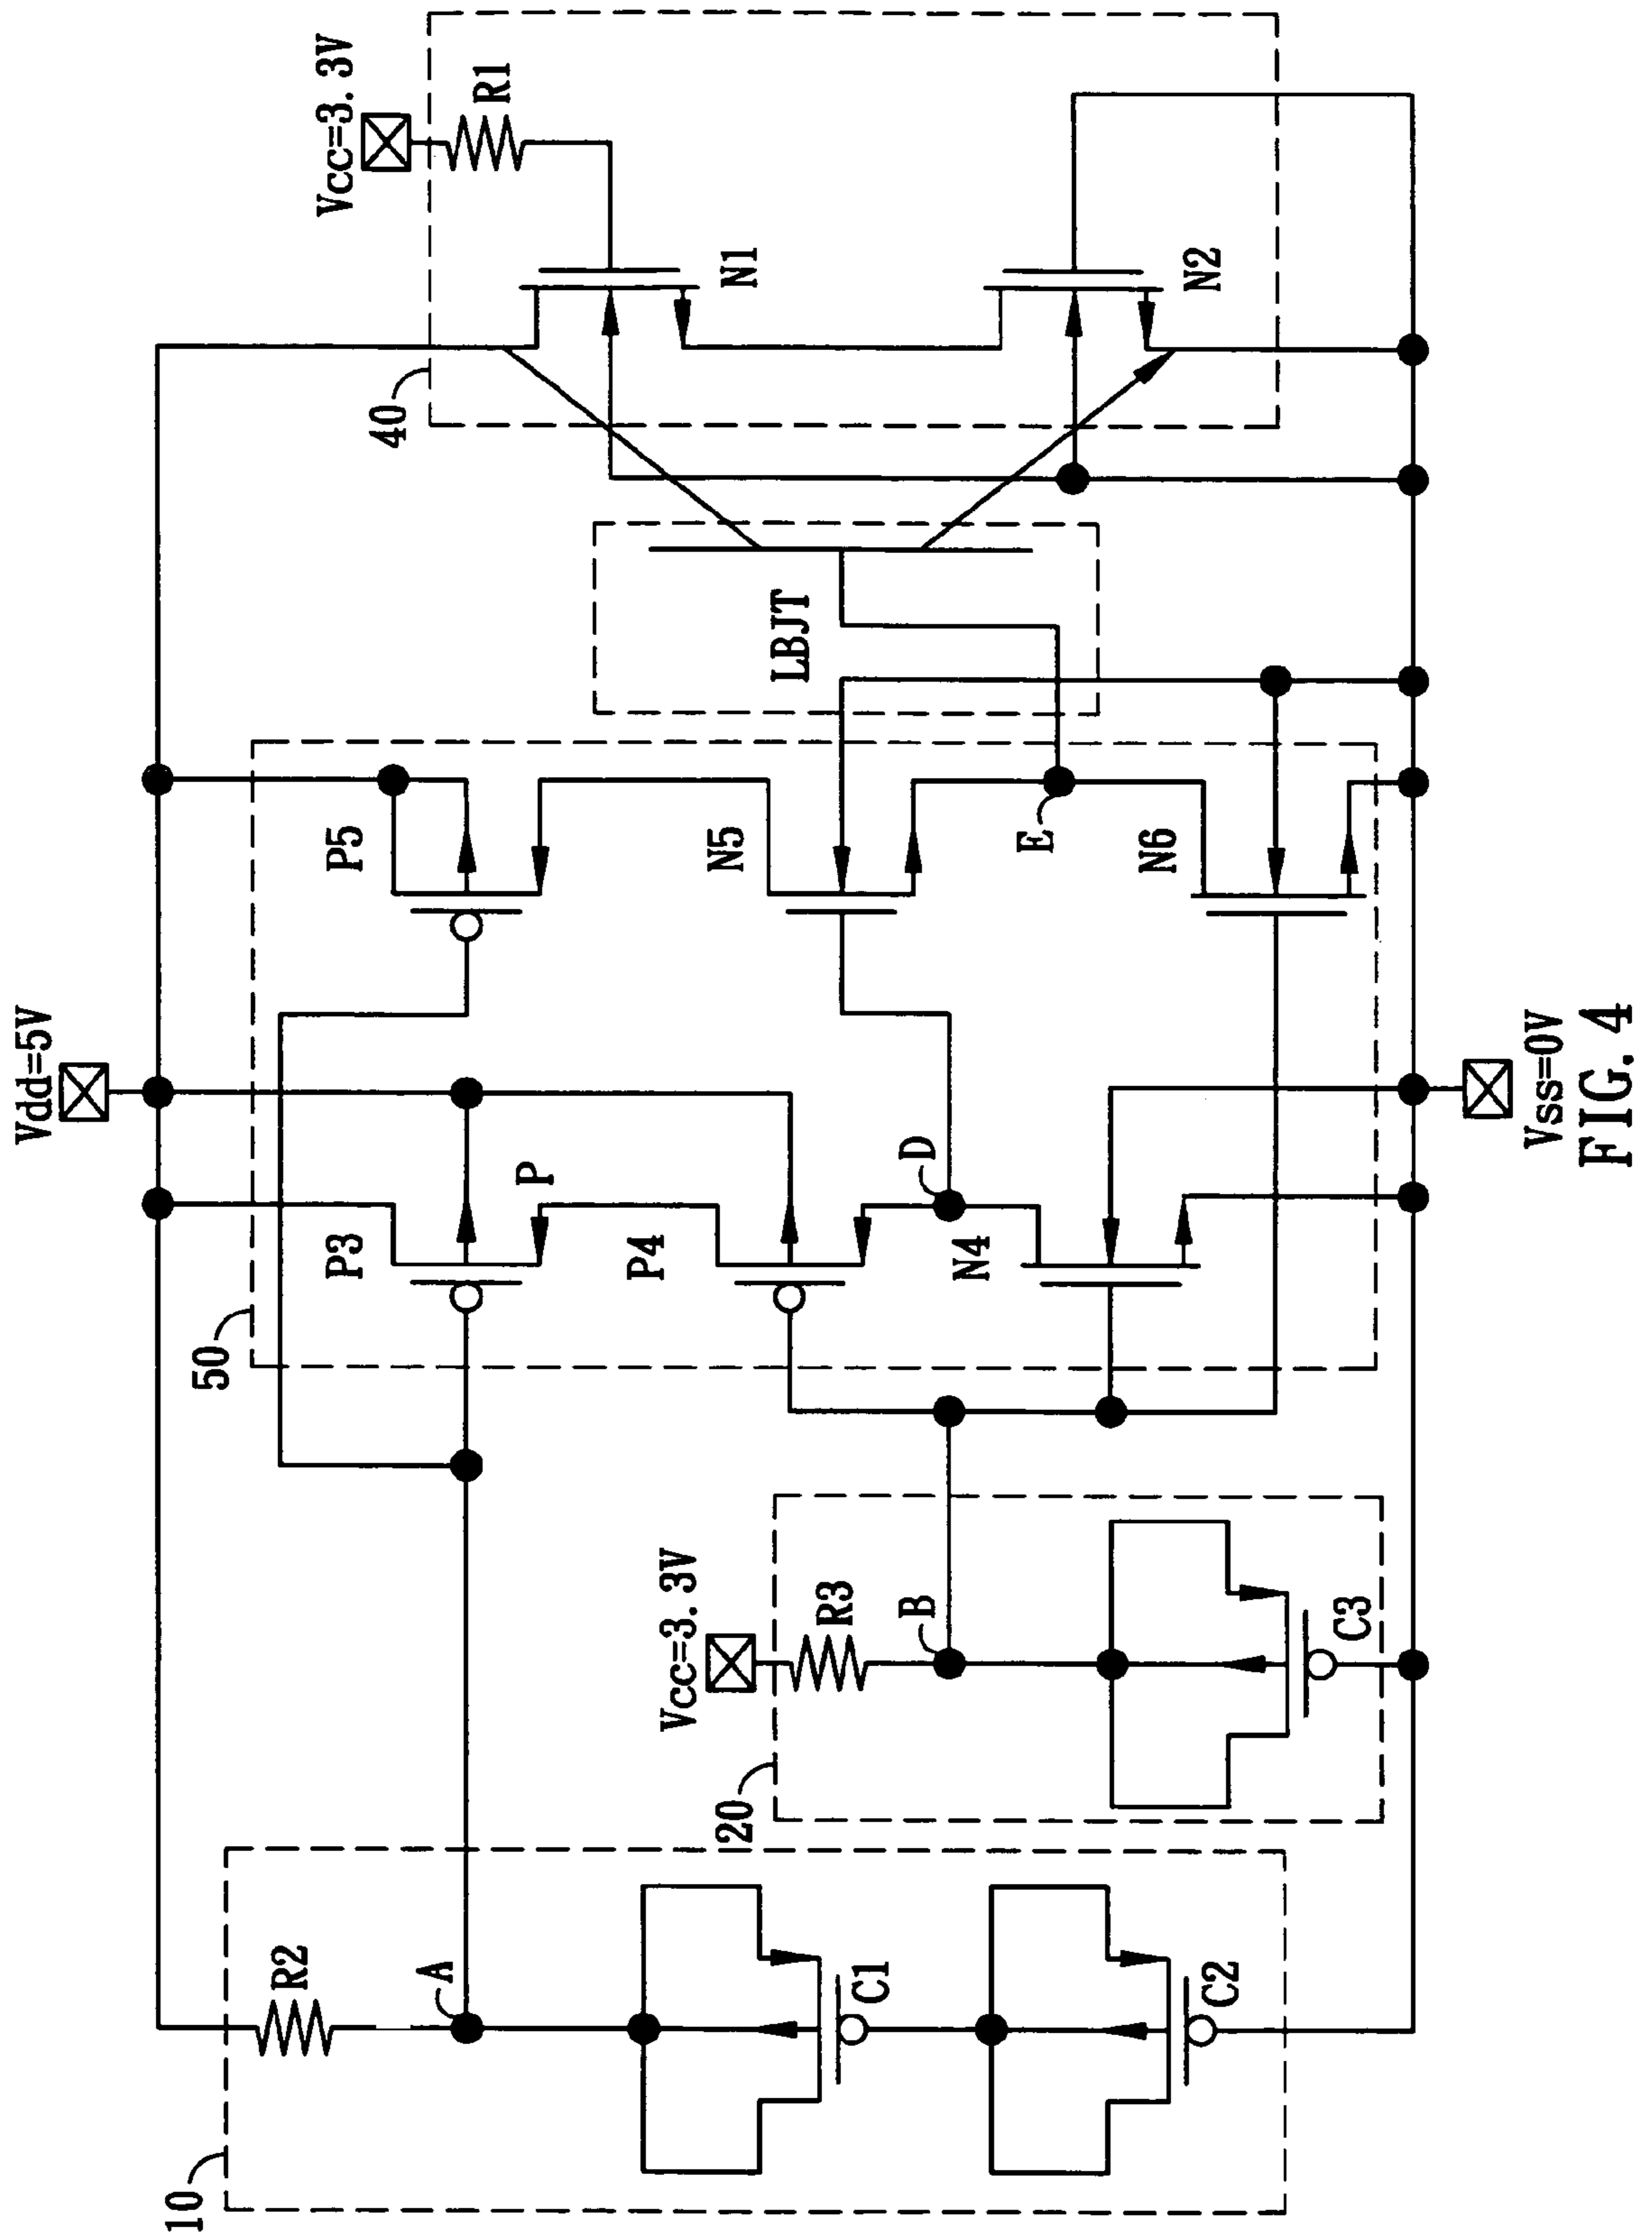 Vdd=5V
Vcc=3.3V
R1
40
N1
N2
LBJT
50
P5
N5
E
N6
P3
P
P4
D
N4
Vcc=3.3V
R3
B
20
C3
R2
A
10
C1
C2
Vss=0V
FIG. 4